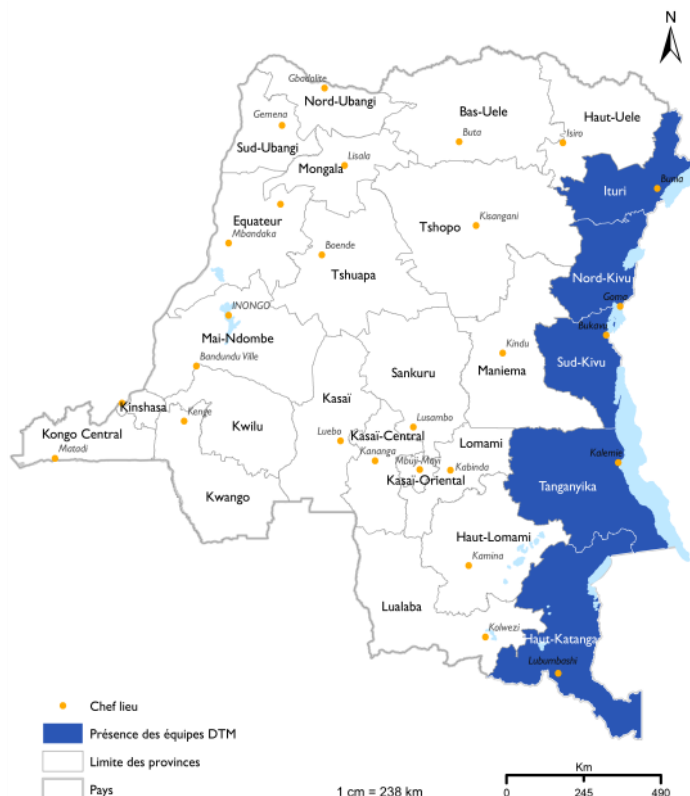 N
Gbadolite
Nord-Ubangi
Bas-Uele
Haut-Uele
Gemena
Buta
Isiro
Sud-Ubangi
Lisala
Mongala
Ituri
Bunia
Equateur
Mbandaka
Tshopo
Kisangani
Boende
Tshuapa
Nord-Kivu
Goma
INONGO
Bukavu
Mai-Ndombe
Kindu
Sud-Kivu
Bandundu Ville
Maniema
Sankuru
Kasaï
Kinshasa
Kenge
Lusambo
Kongo Central
Kwilu
Luebo
Kasaï-Central
Lomami
Matadi
Kananga
Mbuji-Mayi
Kabinda
Kalemie
Kasaï-Oriental
Tanganyika
Kwango
Haut-Lomami
Kamina
Lualaba
Kolwezi
Haut-Katanga
Lubumbashi
Chef lieu
Présence des équipes DTM
Limite des provinces
Pays
1 cm = 238 km
Km
0 245 490